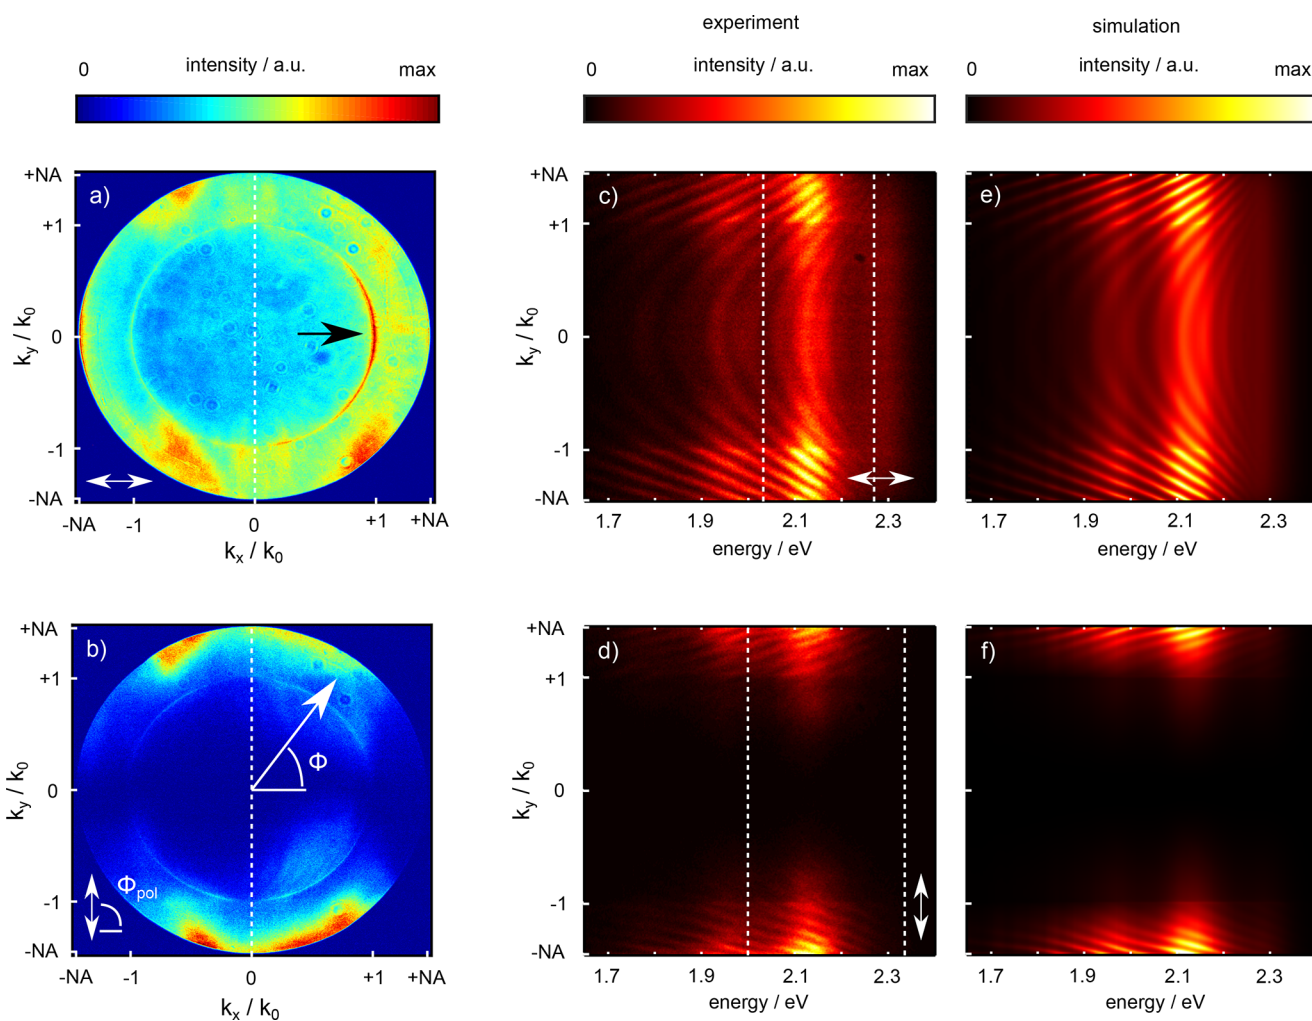 experiment
simulation
0 intensity / a.u. max
0 intensity / a.u. max
0 intensity / a.u. max
a)
+NA
+1
0
-1
-NA
k_y / k_0
-NA -1 0 +1 +NA
k_x / k_0
c)
+NA
+1
0
-1
-NA
k_y / k_0
1.7 1.9 2.1 2.3
energy / eV
e)
1.7 1.9 2.1 2.3
energy / eV
b)
+NA
+1
0
-1
-NA
k_y / k_0
Φ
Φ_pol
-NA -1 0 +1 +NA
k_x / k_0
d)
+NA
+1
0
-1
-NA
k_y / k_0
1.7 1.9 2.1 2.3
energy / eV
f)
1.7 1.9 2.1 2.3
energy / eV